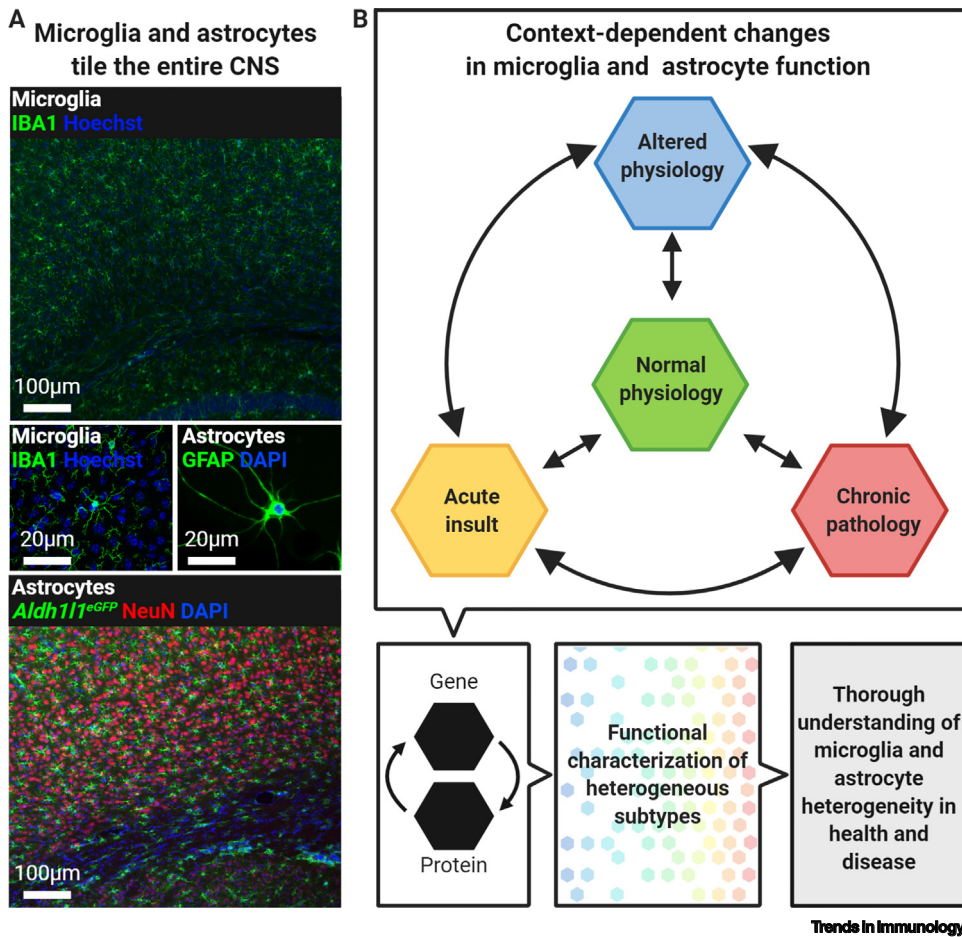 A
Microglia and astrocytes
tile the entire CNS
Microglia
IBA1 Hoechst
100µm
Microglia
IBA1 Hoechst
20µm
Astrocytes
GFAP DAPI
20µm
Astrocytes
Aldh1l1eGFP NeuN DAPI
100µm
B
Context-dependent changes
in microglia and astrocyte function
Altered
physiology
Normal
physiology
Acute
insult
Chronic
pathology
Gene
Protein
Functional
characterization of
heterogeneous
subtypes
Thorough
understanding of
microglia and
astrocyte
heterogeneity in
health and
disease
Trends in Immunology